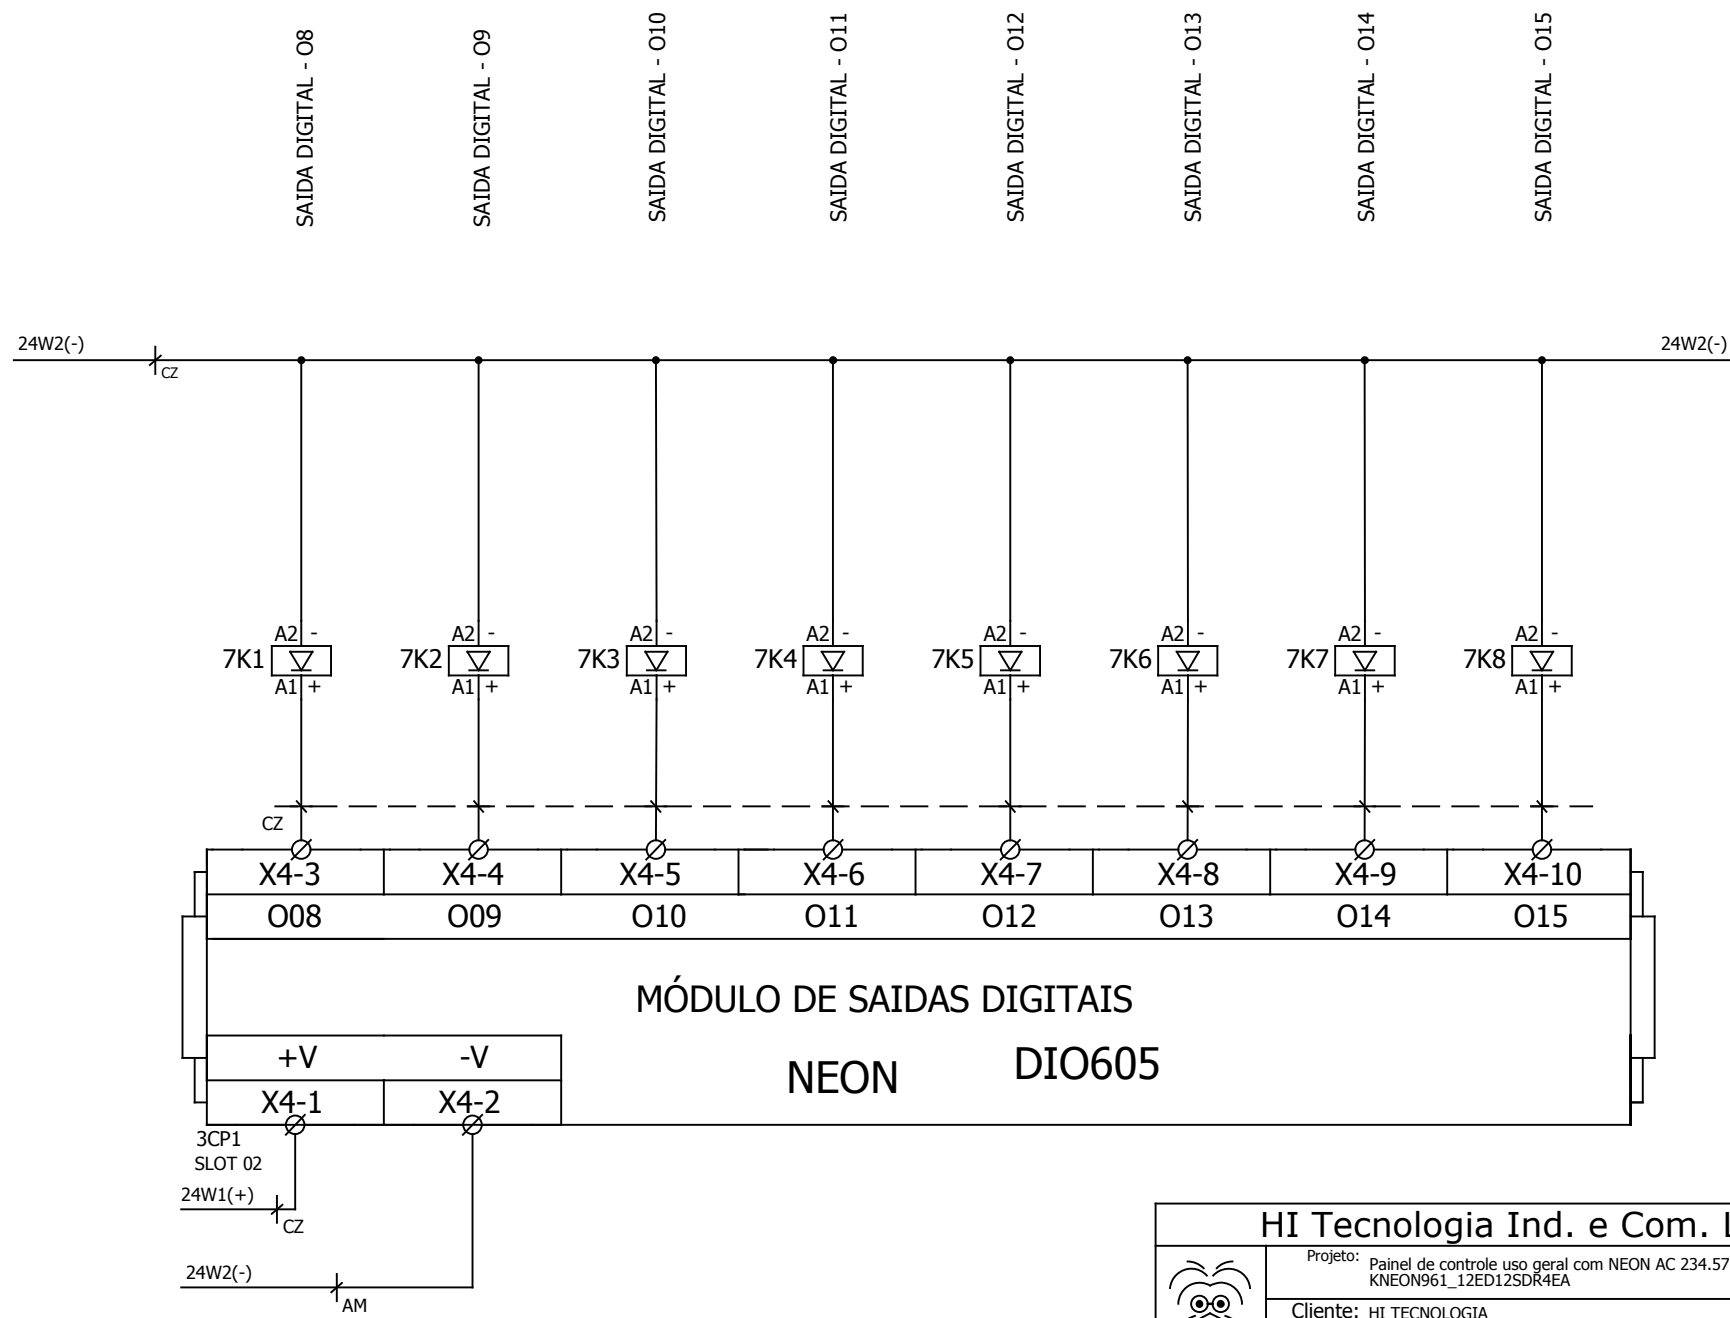 SAIDA DIGITAL - O8
SAIDA DIGITAL - O9
SAIDA DIGITAL - O10
SAIDA DIGITAL - O11
SAIDA DIGITAL - O12
SAIDA DIGITAL - O13
SAIDA DIGITAL - O14
SAIDA DIGITAL - O15
24W2(-) 24W2(-)
CZ
A2 - A2 - A2 - A2 - A2 - A2 - A2 - A2 -
7K1 7K2 7K3 7K4 7K5 7K6 7K7 7K8
A1 + A1 + A1 + A1 + A1 + A1 + A1 + A1 +
CZ
X4-3 X4-4 X4-5 X4-6 X4-7 X4-8 X4-9 X4-10
O08 O09 O10 O11 O12 O13 O14 O15
MÓDULO DE SAIDAS DIGITAIS
NEON DIO605
+V -V
X4-1 X4-2
3CP1
SLOT 02
24W1(+)
CZ
24W2(-)
AM
HI Tecnologia Ind. e Com. L
Projeto: Painel de controle uso geral com NEON AC 234.57
KNEON961_12ED12SDR4EA
Cliente: HI TECNOLOGIA